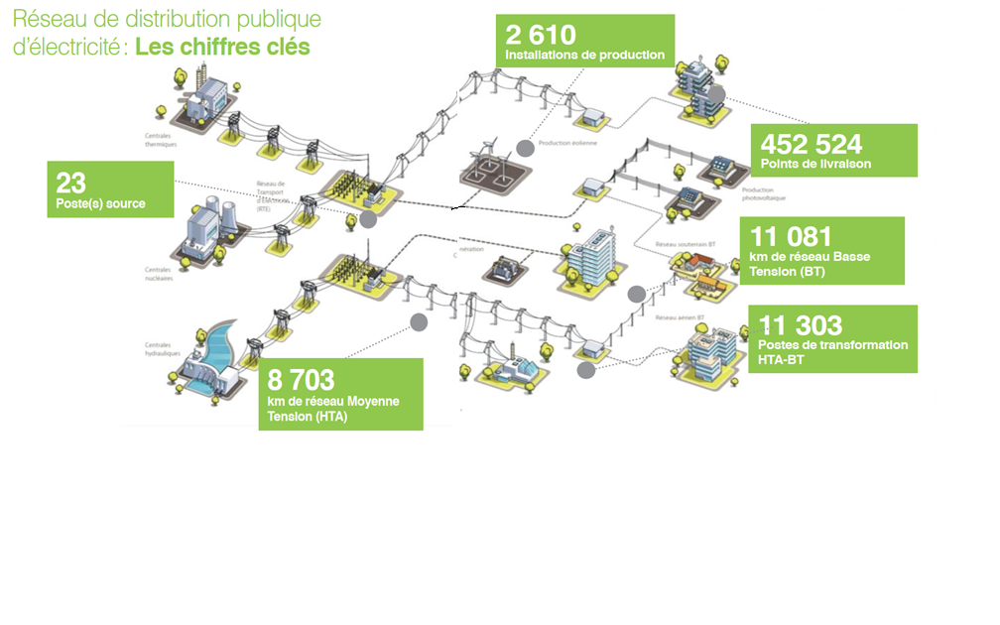 Réseau de distribution publique
d'électricité : Les chiffres clés
2 610
Installations de production
Centrales
thermiques
Production éolienne
452 524
Points de livraison
23
Poste(s) source
Réseau de
Transport
(RTE)
Production
photovoltaïque
Centrales
nucléaires
Réseau souterrain BT
11 081
km de réseau Basse
Tension (BT)
nération
C
Réseau aérien BT
11 303
Postes de transformation
HTA-BT
Centrales
hydrauliques
8 703
km de réseau Moyenne
Tension (HTA)